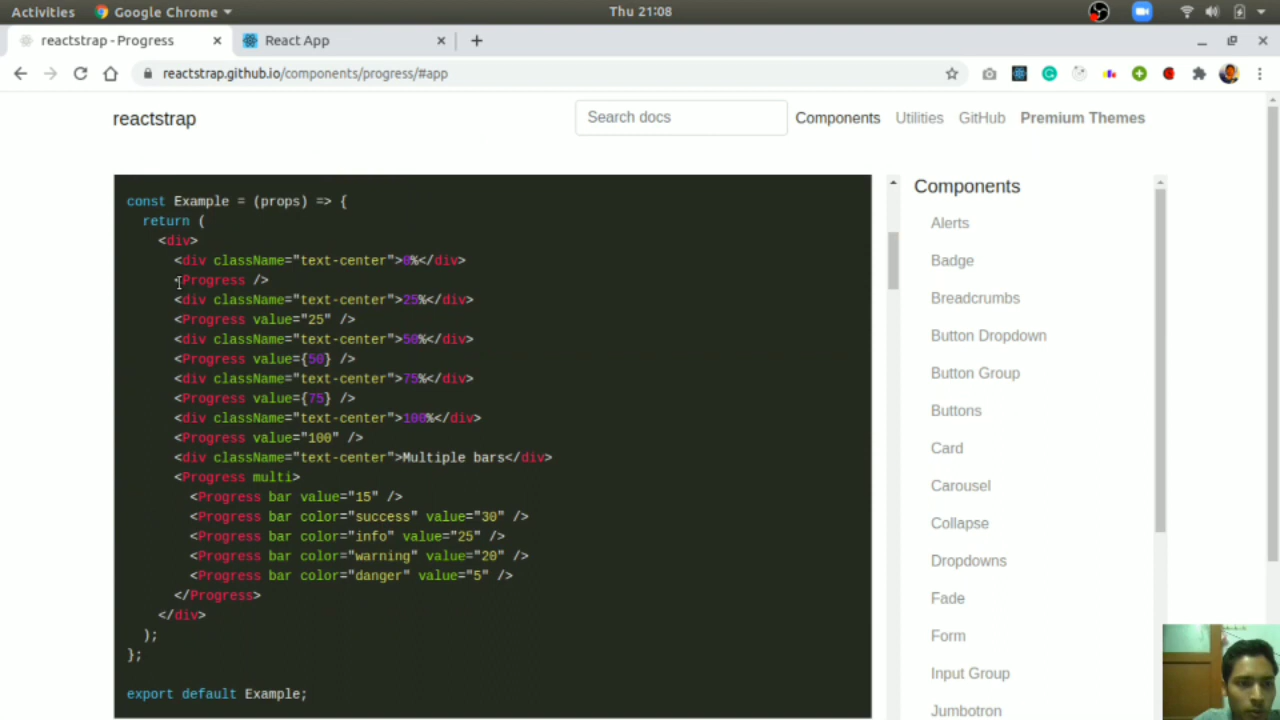 Activities Google Chrome Thu 21:08
reactstrap - Progress React App
reactstrap.github.io/components/progress/#app
reactstrap Search docs Components Utilities GitHub Premium Themes
const Example = (props) => {
return (
<div>
<div className="text-center">0%</div>
<Progress />
<div className="text-center">25%</div>
<Progress value="25" />
<div className="text-center">50%</div>
<Progress value={50} />
<div className="text-center">75%</div>
<Progress value={75} />
<div className="text-center">100%</div>
<Progress value="100" />
<div className="text-center">Multiple bars</div>
<Progress multi>
<Progress bar value="15" />
<Progress bar color="success" value="30" />
<Progress bar color="info" value="25" />
<Progress bar color="warning" value="20" />
<Progress bar color="danger" value="5" />
</Progress>
</div>
);
};
export default Example;
Components
Alerts
Badge
Breadcrumbs
Button Dropdown
Button Group
Buttons
Card
Carousel
Collapse
Dropdowns
Fade
Form
Input Group
Jumbotron